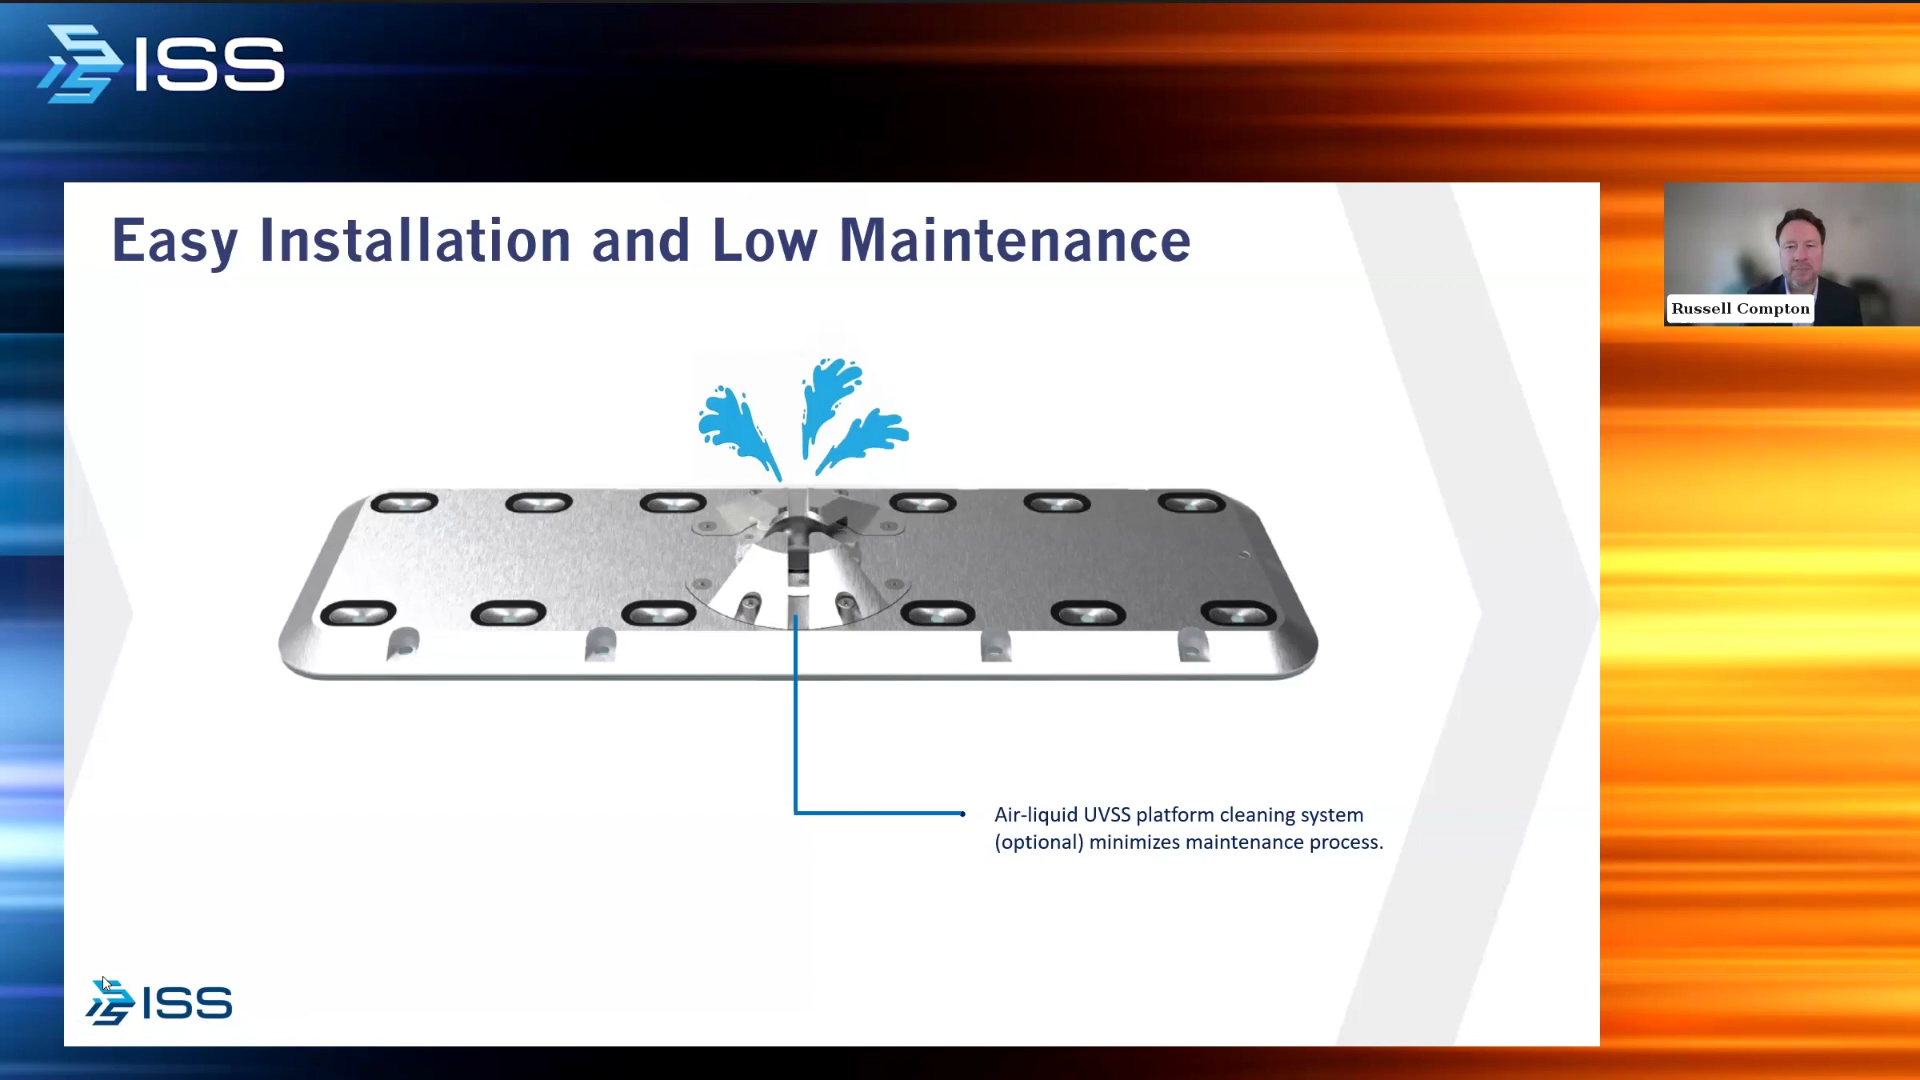 ISS
Easy Installation and Low Maintenance
Russell Compton
Air-liquid UVSS platform cleaning system
(optional) minimizes maintenance process.
ISS